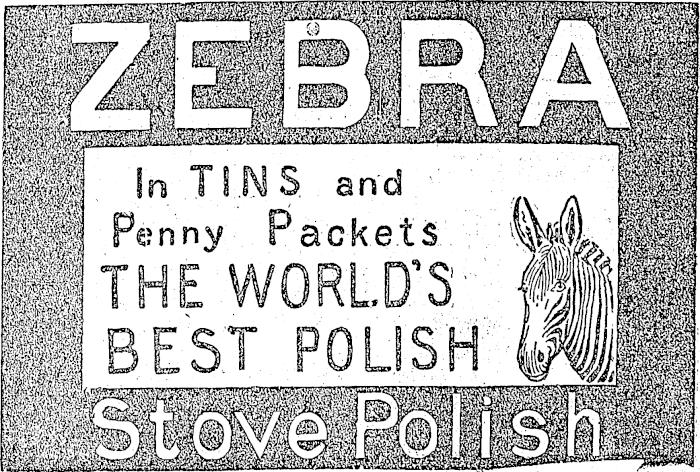 ZEBRA
In TINS and
Penny Packets
THE WORLD'S
BEST POLISH
Stove Polish